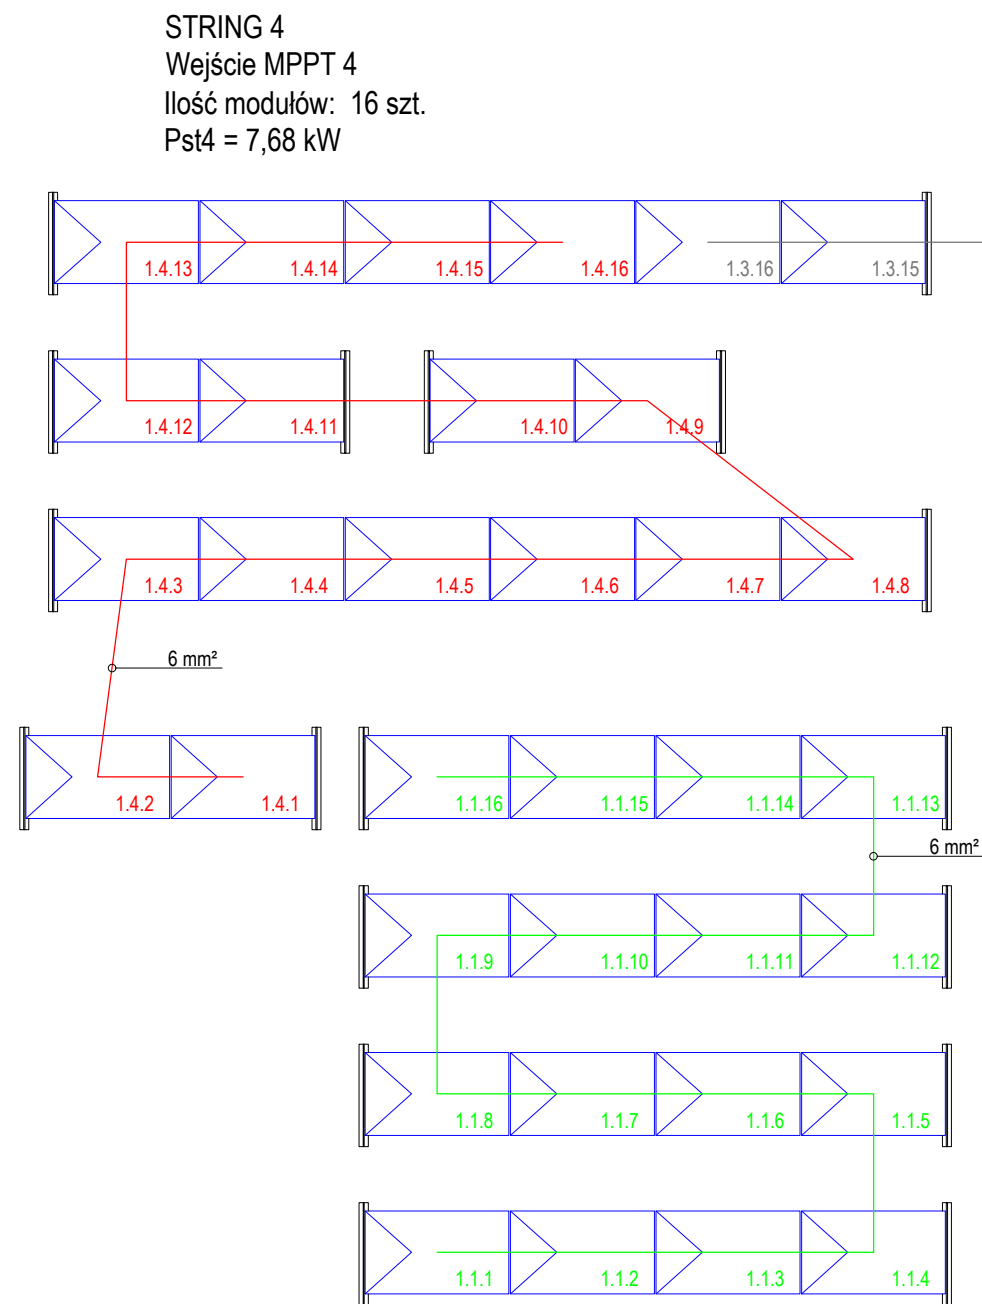 STRING 4
Wejście MPPT 4
Ilość modułów: 16 szt.
Pst4 = 7,68 kW
1.4.13 1.4.14 1.4.15 1.4.16 1.3.16 1.3.15
1.4.12 1.4.11 1.4.10 1.4.9
1.4.3 1.4.4 1.4.5 1.4.6 1.4.7 1.4.8
6 mm²
1.4.2 1.4.1 1.1.16 1.1.15 1.1.14 1.1.13
6 mm²
1.1.9 1.1.10 1.1.11 1.1.12
1.1.8 1.1.7 1.1.6 1.1.5
1.1.1 1.1.2 1.1.3 1.1.4